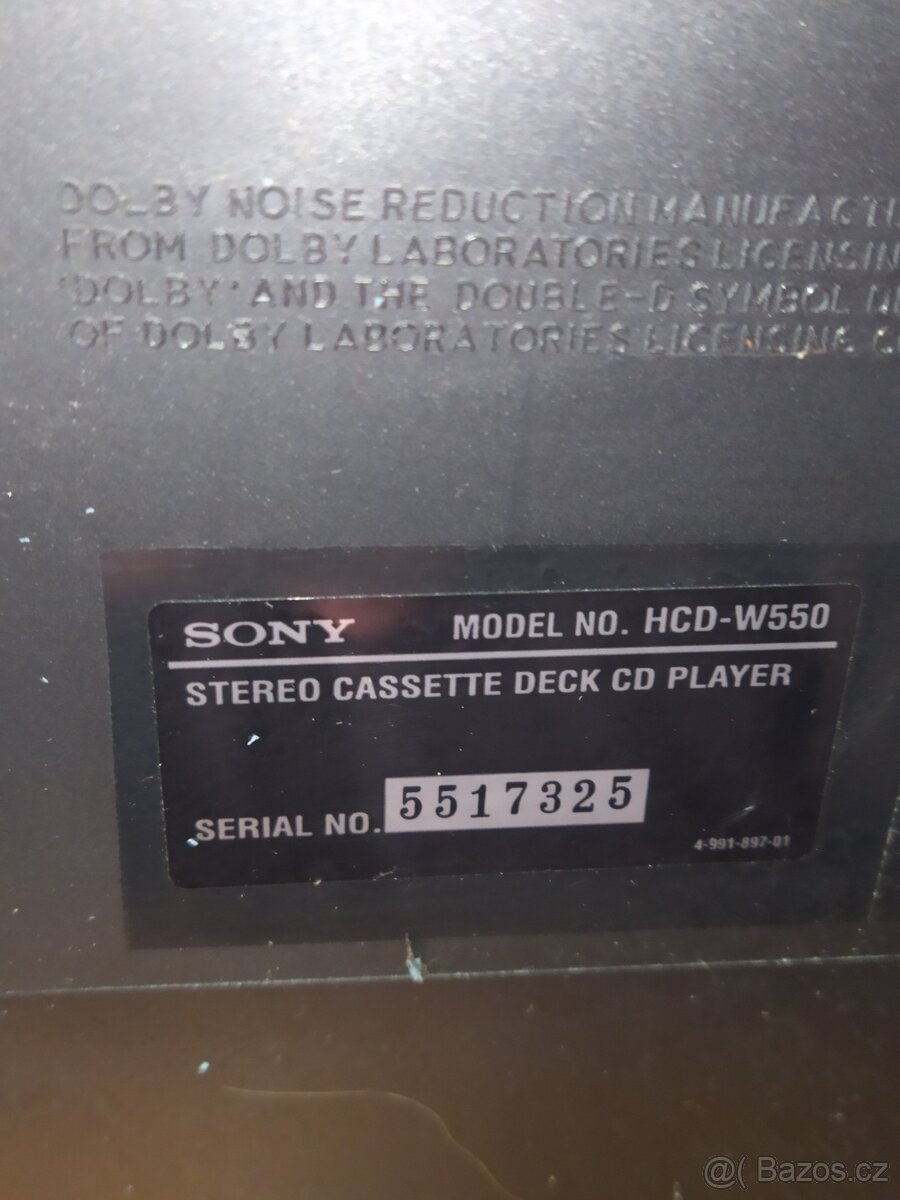 DOLBY NOISE REDUCTION MANUFACTU
FROM DOLBY LABORATORIES LICENSIN
'DOLBY' AND THE DOUBLE-D SYMBOL
OF DOLBY LABORATORIES LICENSING C
SONY MODEL NO. HCD-W550
STEREO CASSETTE DECK CD PLAYER
SERIAL NO. 5517325
4-991-897-01
@( Bazos.cz